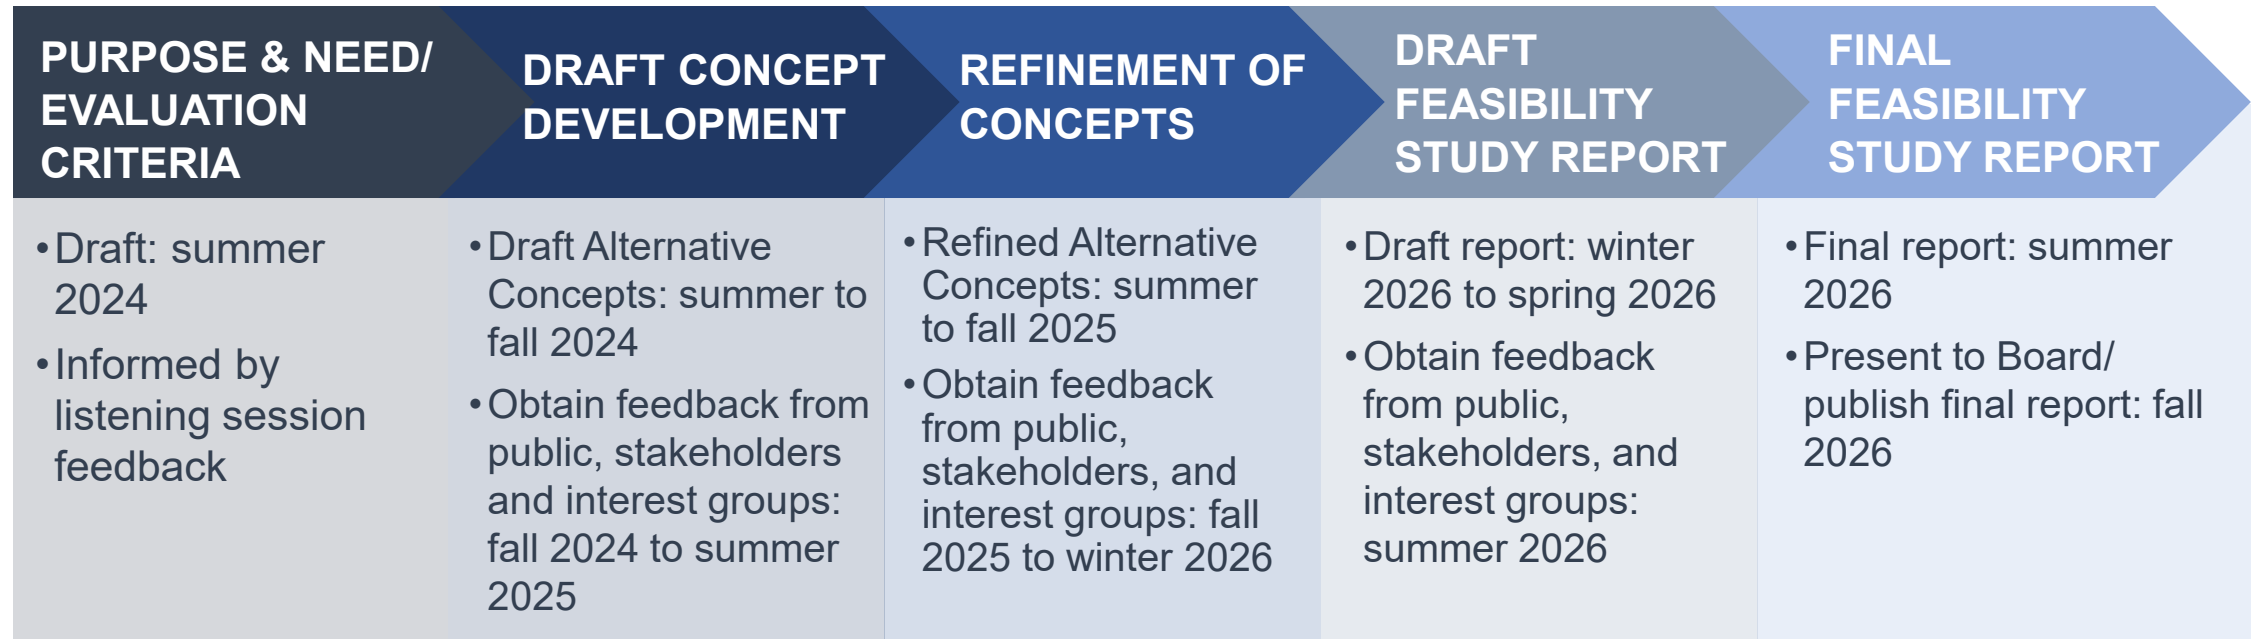 PURPOSE & NEED/
EVALUATION
CRITERIA
•Draft: summer
2024
•Informed by
listening session
feedback
DRAFT CONCEPT
DEVELOPMENT
•Draft Alternative
Concepts: summer to
fall 2024
•Obtain feedback from
public, stakeholders
and interest groups:
fall 2024 to summer
2025
REFINEMENT OF
CONCEPTS
•Refined Alternative
Concepts: summer
to fall 2025
•Obtain feedback
from public,
stakeholders, and
interest groups: fall
2025 to winter 2026
DRAFT
FEASIBILITY
STUDY REPORT
•Draft report: winter
2026 to spring 2026
•Obtain feedback
from public,
stakeholders, and
interest groups:
summer 2026
FINAL
FEASIBILITY
STUDY REPORT
•Final report: summer
2026
•Present to Board/
publish final report: fall
2026